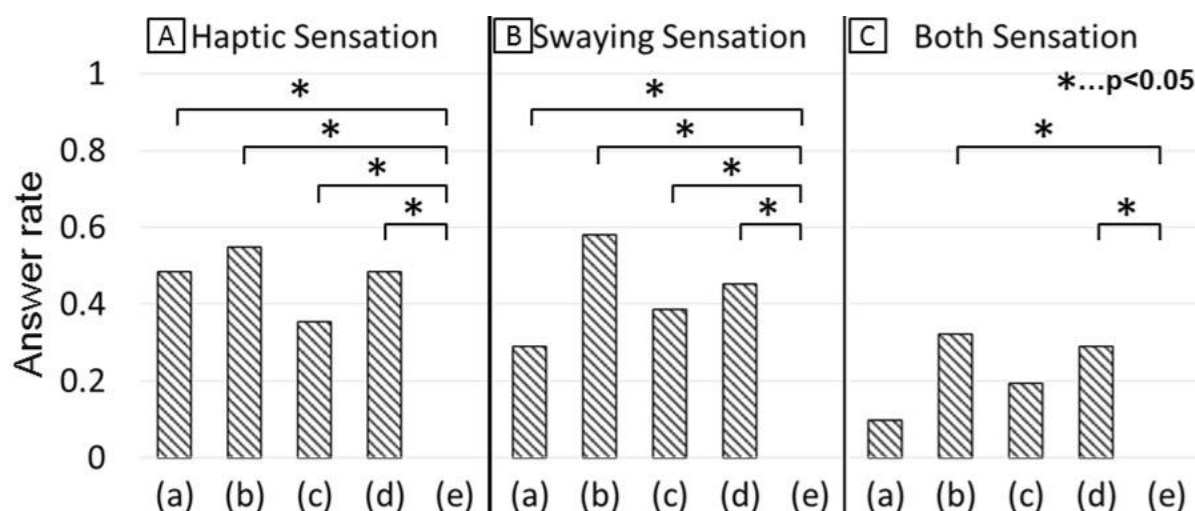 A Haptic Sensation
B Swaying Sensation
C Both Sensation
*...p<0.05
Answer rate
1
0.8
0.6
0.4
0.2
0
* * * *
* * * *
* *
(a) (b) (c) (d) (e)
(a) (b) (c) (d) (e)
(a) (b) (c) (d) (e)